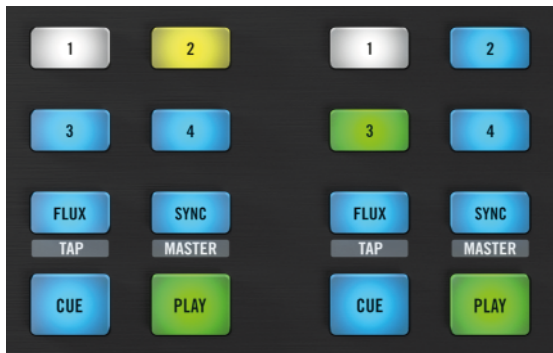 1 2 1 2
3 4 3 4
FLUX SYNC FLUX SYNC
TAP MASTER TAP MASTER
CUE PLAY CUE PLAY